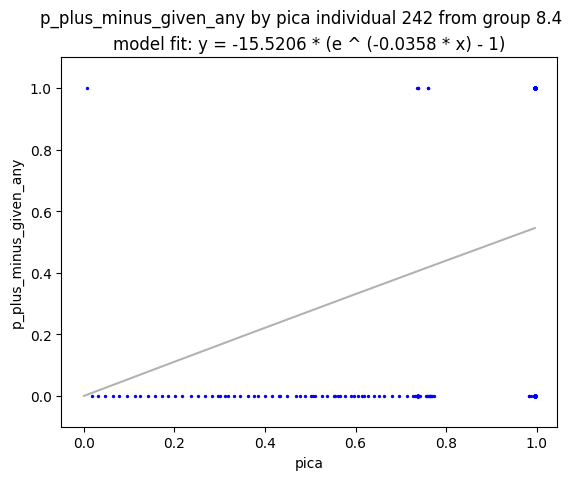 p_plus_minus_given_any by pica individual 242 from group 8.4
model fit: y = -15.5206 * (e ^ (-0.0358 * x) - 1)
1.0
0.8
0.6
0.4
0.2
0.0
p_plus_minus_given_any
0.0 0.2 0.4 0.6 0.8 1.0
pica